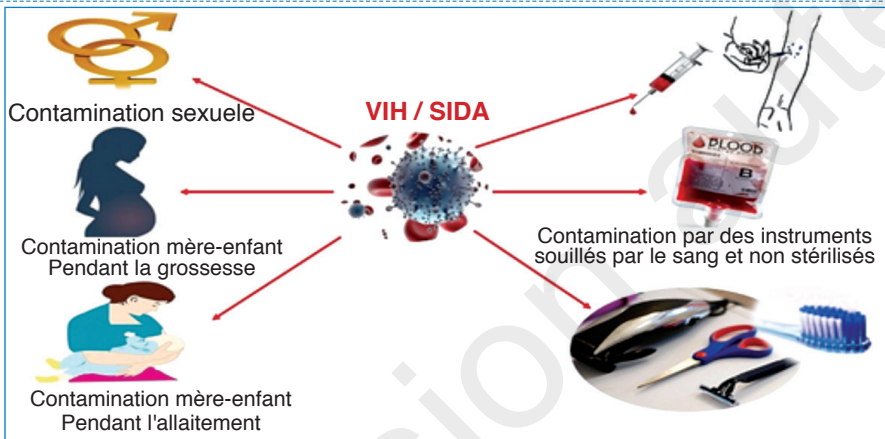 VIH / SIDA
Contamination sexuele
Contamination mère-enfant
Pendant la grossesse
Contamination mère-enfant
Pendant l'allaitement
BLOOD
B
Contamination par des instruments
souillés par le sang et non stérilisés